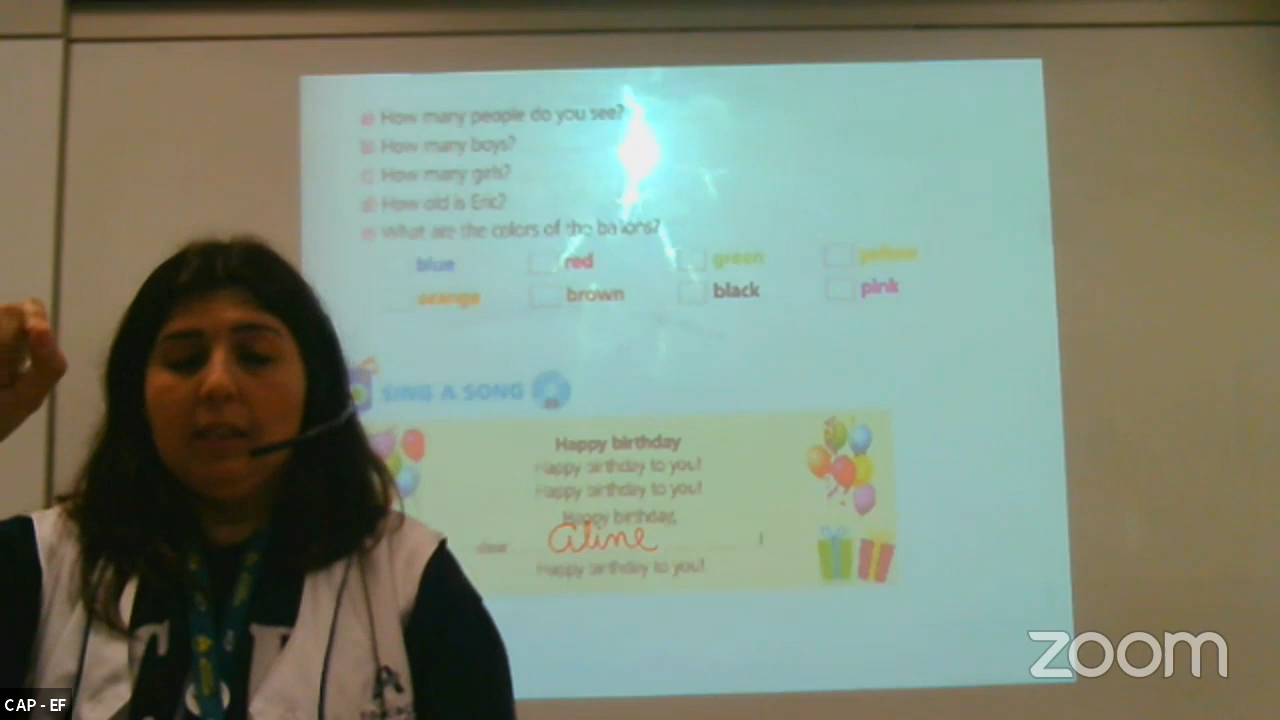 a) How many people do you see?
b) How many boys?
c) How many girls?
d) How old is Eric?
e) What are the colors of the balons?
blue red green yellow
orange brown black pink
SING A SONG
Happy birthday
Happy birthday to you!
Happy birthday to you!
Happy birthday,
dear Aline !
Happy birthday to you!
zoom
CAP - EF